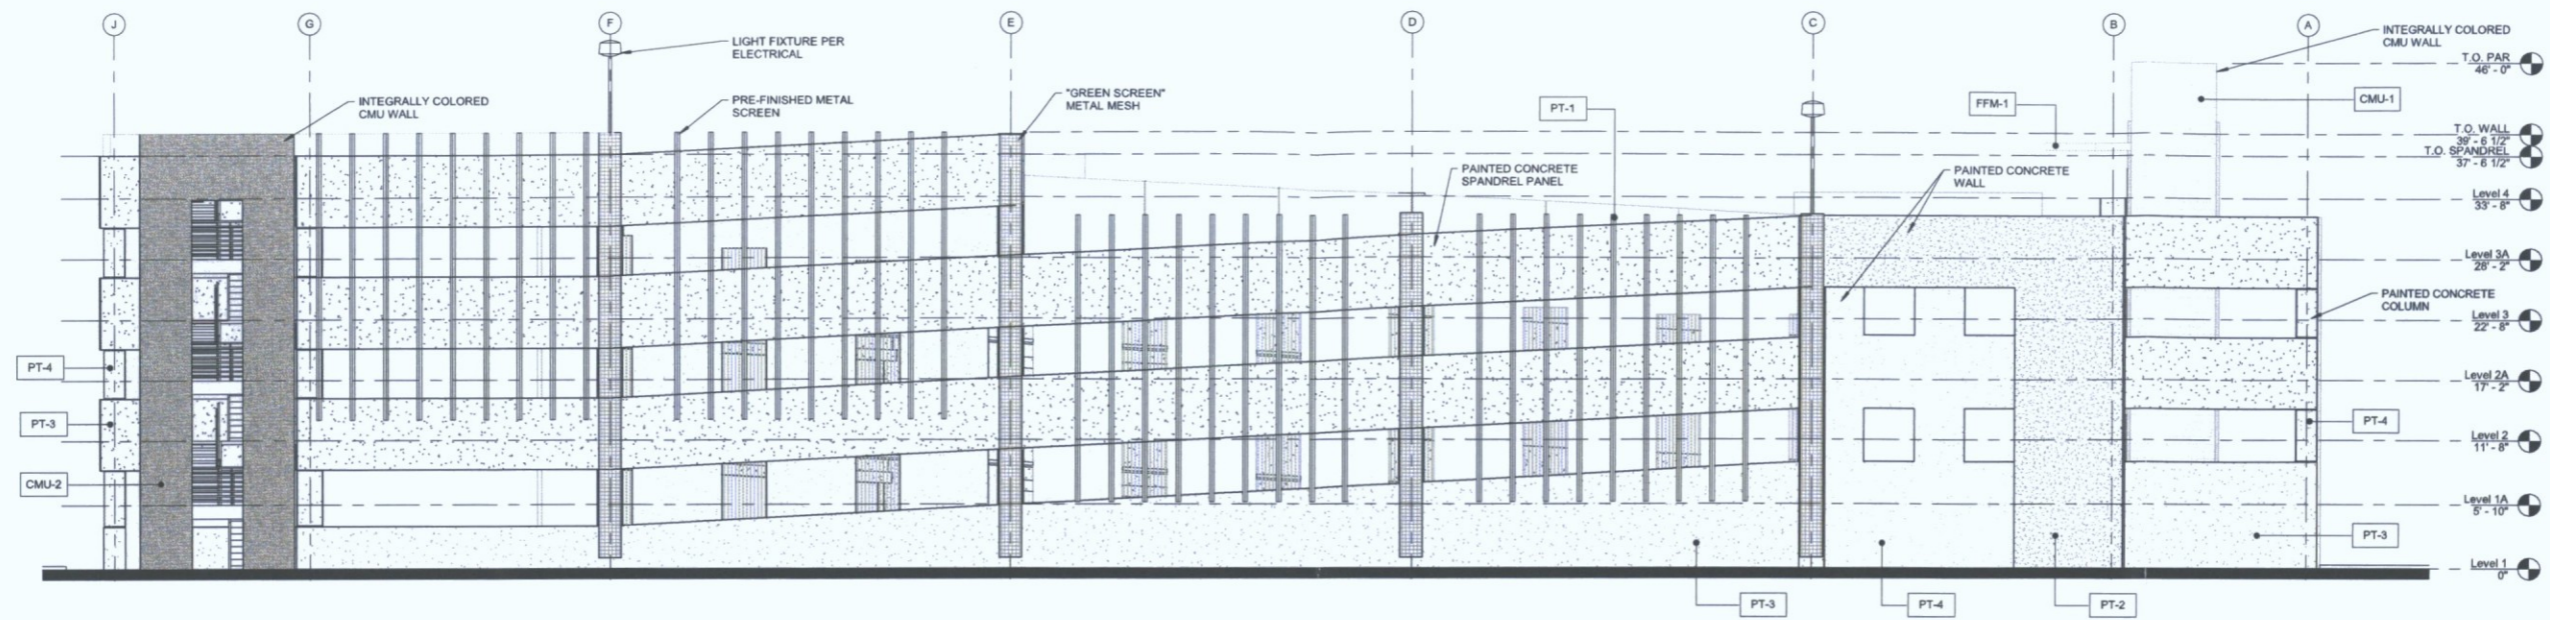 J
G
F
E
D
C
B
A
LIGHT FIXTURE PER
ELECTRICAL
INTEGRALLY COLORED
CMU WALL
PRE-FINISHED METAL
SCREEN
"GREEN SCREEN"
METAL MESH
PT-1
PAINTED CONCRETE
SPANDREL PANEL
FFM-1
PAINTED CONCRETE
WALL
INTEGRALLY COLORED
CMU WALL
CMU-1
T.O. PAR
46' - 0"
T.O. WALL
39' - 6 1/2"
T.O. SPANDREL
37' - 6 1/2"
Level 4
33' - 8"
Level 3A
28' - 2"
PAINTED CONCRETE
COLUMN
Level 3
22' - 8"
Level 2A
17' - 2"
PT-4
Level 2
11' - 8"
Level 1A
5' - 10"
PT-3
Level 1
0"
PT-4
PT-3
CMU-2
PT-3
PT-4
PT-2